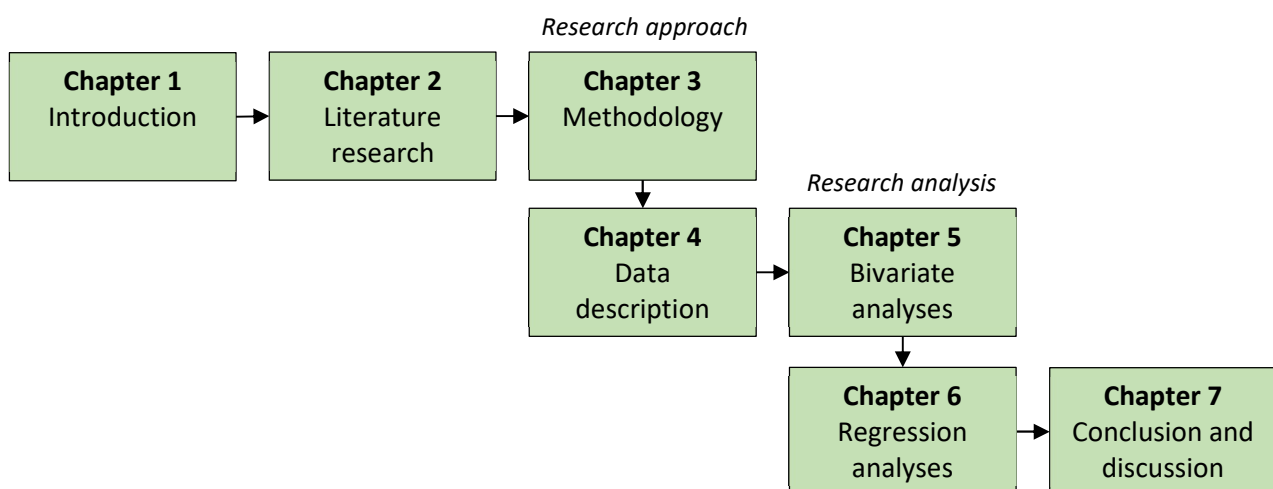 Research approach
Chapter 1
Introduction
Chapter 2
Literature
research
Chapter 3
Methodology
Research analysis
Chapter 4
Data
description
Chapter 5
Bivariate
analyses
Chapter 6
Regression
analyses
Chapter 7
Conclusion and
discussion